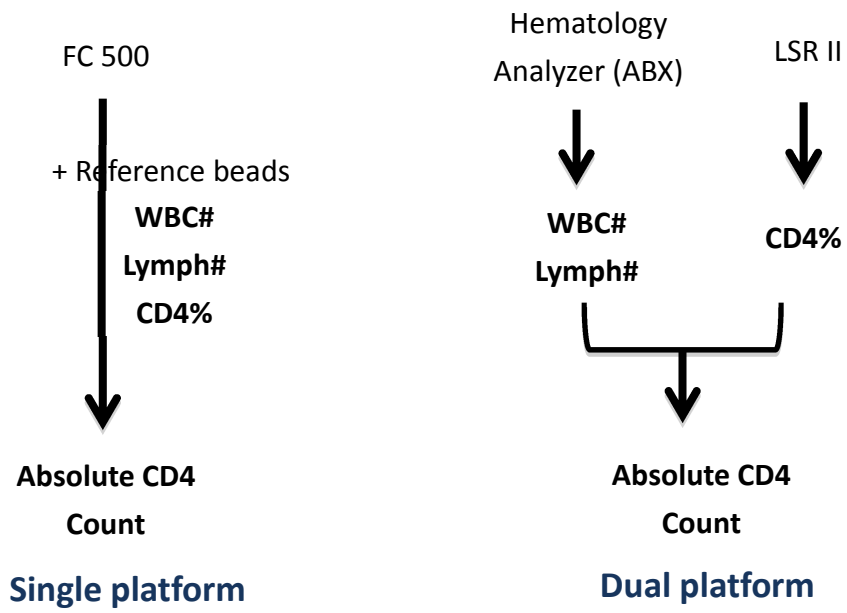 FC 500
+ Reference beads
WBC#
Lymph#
CD4%
Absolute CD4
Count
Single platform
Hematology
Analyzer (ABX)
LSR II
WBC#
Lymph#
CD4%
Absolute CD4
Count
Dual platform